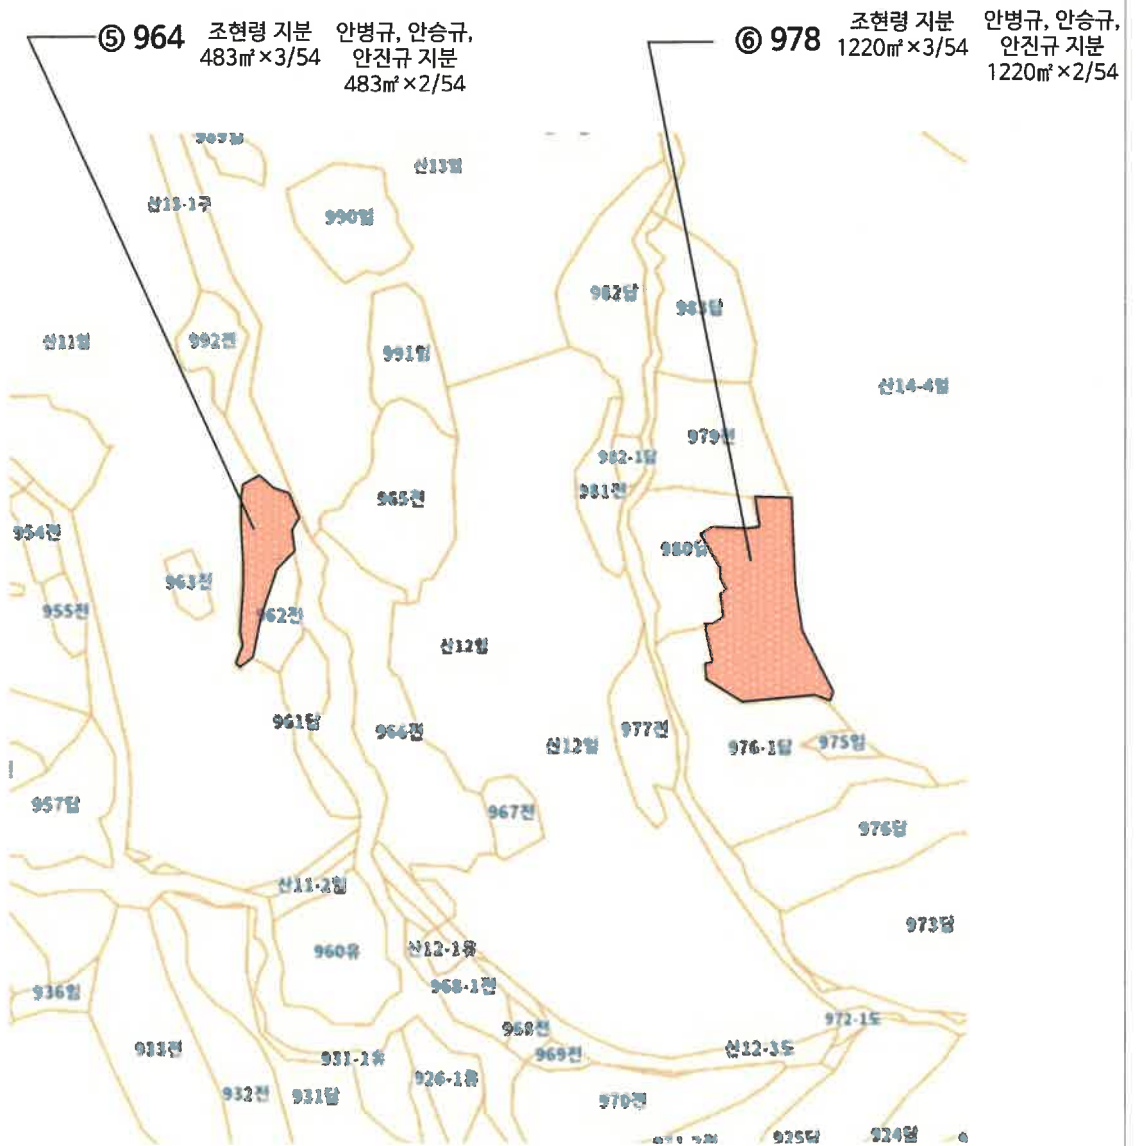 ⑤ 964 조현령 지분 안병규, 안승규,
483㎡×3/54 안진규 지분
483㎡×2/54
⑥ 978 조현령 지분 안병규, 안승규,
1220㎡×3/54 안진규 지분
1220㎡×2/54
산13임
산13-1구
990임
982답
983답
산11임
992전
991임
산14-4임
979전
982-1답
981전
965전
954전
980답
963전
955전
962전
산12임
961답
966전
산12임
977전
976-1답
975임
957답
967전
976답
산11-2임
973답
960유
산12-1유
968-1전
936임
972-1도
968전
933전
931-1유
969전
산12-3도
926-1유
932전
931답
970전
925답
924답